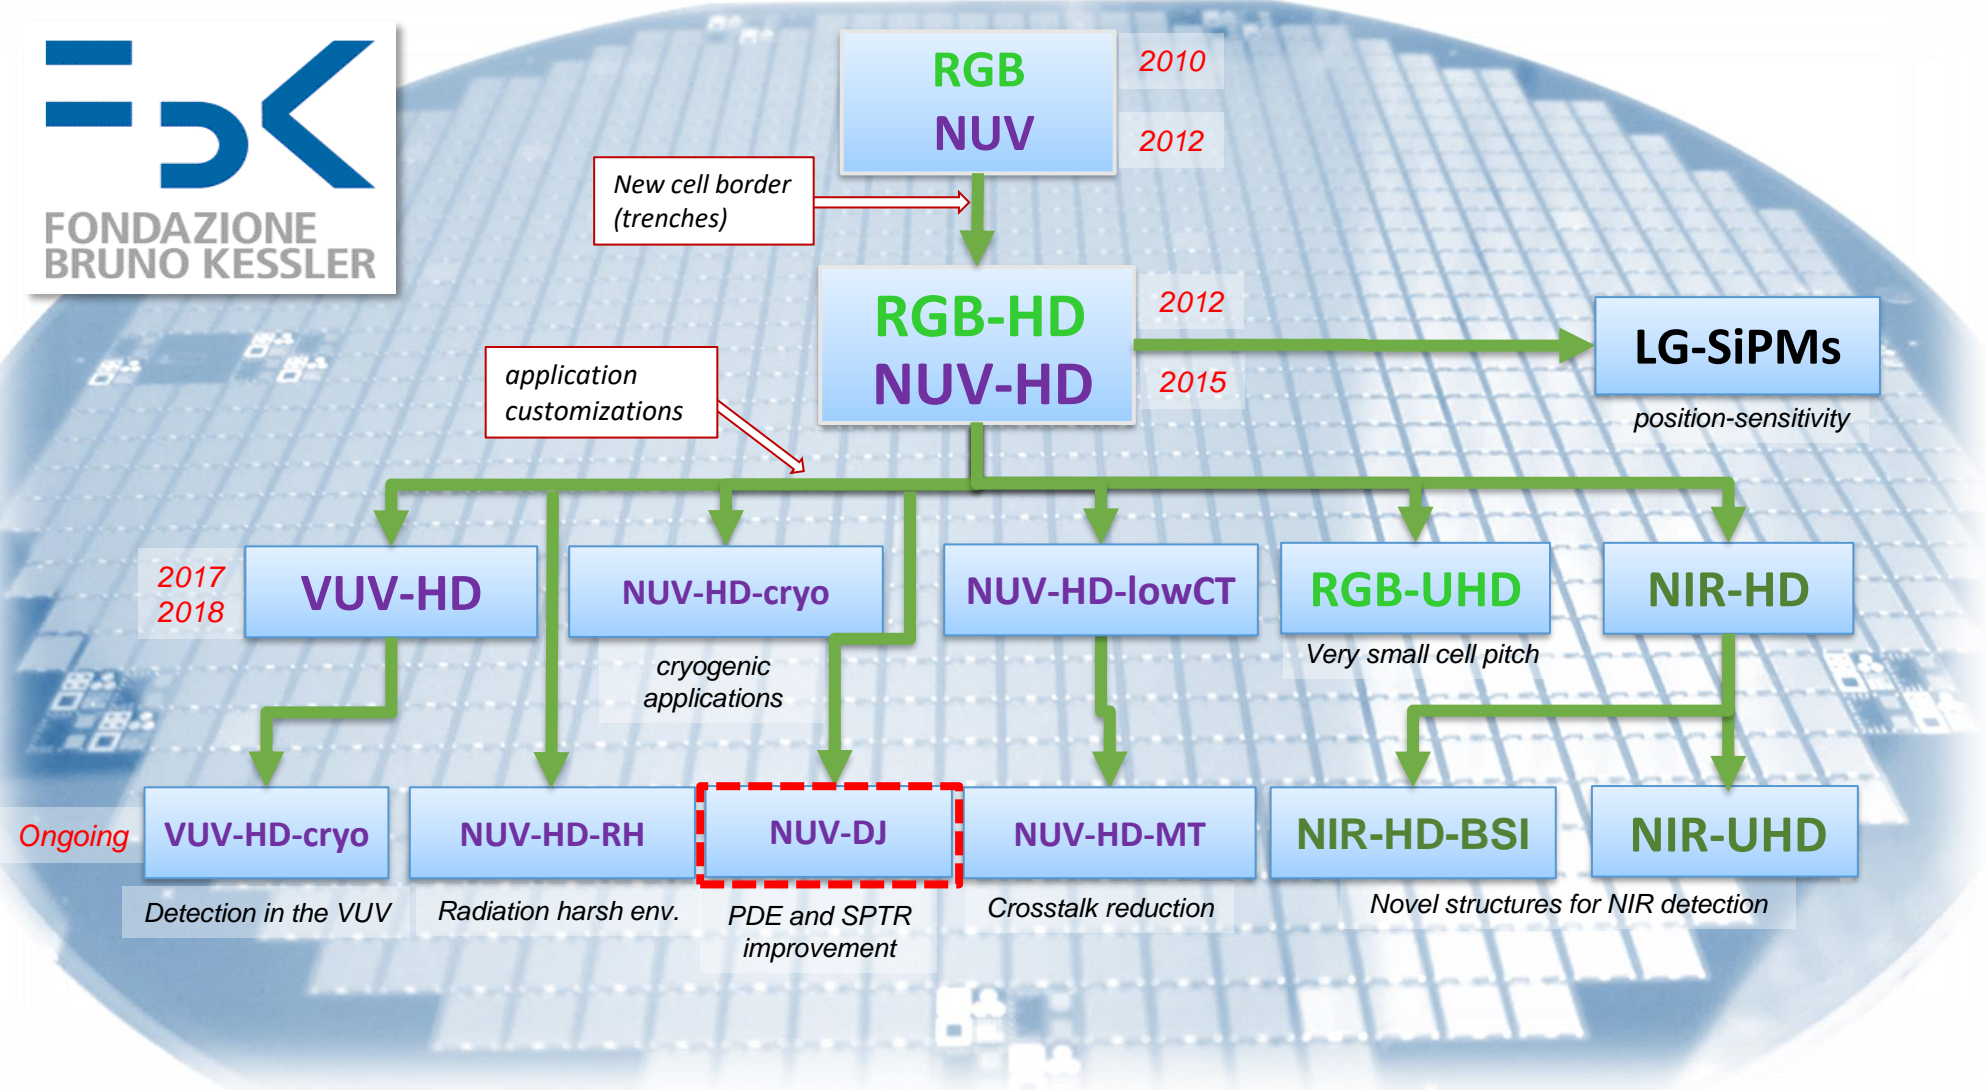 FBK
FONDAZIONE
BRUNO KESSLER
RGB
2010
NUV
2012
New cell border
(trenches)
RGB-HD
2012
NUV-HD
2015
LG-SiPMs
position-sensitivity
application
customizations
2017
2018
VUV-HD
NUV-HD-cryo
NUV-HD-lowCT
RGB-UHD
NIR-HD
cryogenic
applications
Very small cell pitch
Ongoing
VUV-HD-cryo
NUV-HD-RH
NUV-DJ
NUV-HD-MT
NIR-HD-BSI
NIR-UHD
Detection in the VUV
Radiation harsh env.
PDE and SPTR
improvement
Crosstalk reduction
Novel structures for NIR detection